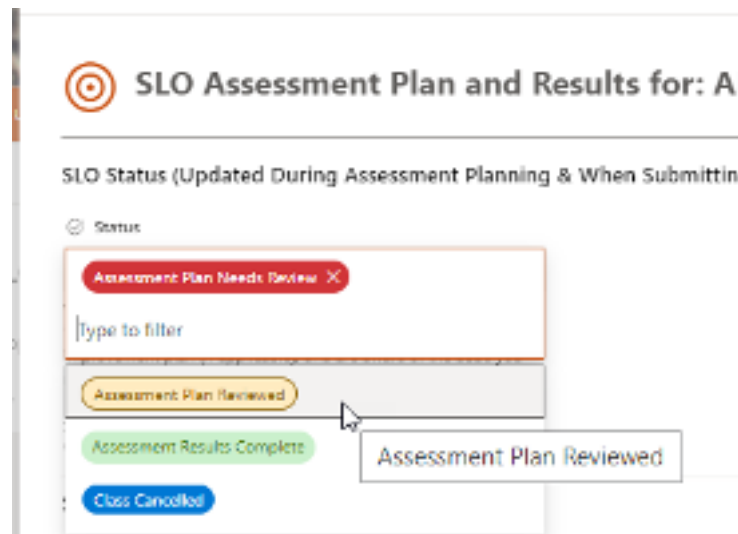 SLO Assessment Plan and Results for: A
SLO Status (Updated During Assessment Planning & When Submittin
Status
Assessment Plan Needs Review
Type to filter
Assessment Plan Reviewed
Assessment Results Complete
Assessment Plan Reviewed
Class Cancelled